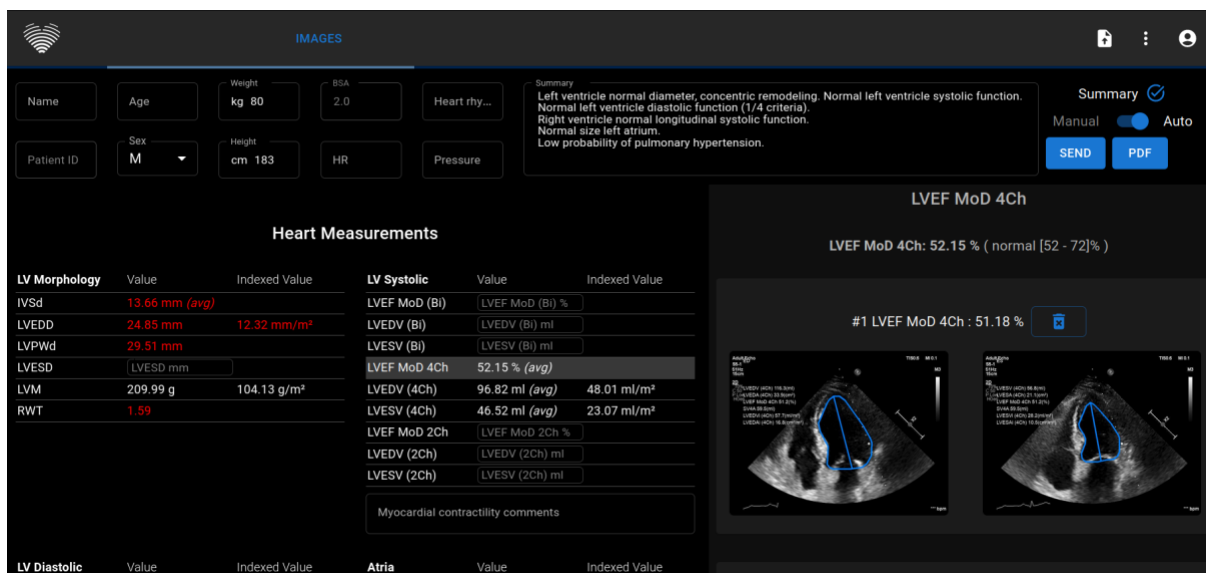 IMAGES
Name
Age
Weight
kg 80
BSA
2.0
Heart rhy...
Patient ID
Sex
M
Height
cm 183
HR
Pressure
Summary
Left ventricle normal diameter, concentric remodeling. Normal left ventricle systolic function.
Normal left ventricle diastolic function (1/4 criteria).
Right ventricle normal longitudinal systolic function.
Normal size left atrium.
Low probability of pulmonary hypertension.
Summary
Manual Auto
SEND PDF
Heart Measurements
LV Morphology Value Indexed Value
IVSd 13.66 mm (avg)
LVEDD 24.85 mm 12.32 mm/m²
LVPWd 29.51 mm
LVESD LVESD mm
LVM 209.99 g 104.13 g/m²
RWT 1.59
LV Systolic Value Indexed Value
LVEF MoD (Bi) LVEF MoD (Bi) %
LVEDV (Bi) LVEDV (Bi) ml
LVESV (Bi) LVESV (Bi) ml
LVEF MoD 4Ch 52.15 % (avg)
LVEDV (4Ch) 96.82 ml (avg) 48.01 ml/m²
LVESV (4Ch) 46.52 ml (avg) 23.07 ml/m²
LVEF MoD 2Ch LVEF MoD 2Ch %
LVEDV (2Ch) LVEDV (2Ch) ml
LVESV (2Ch) LVESV (2Ch) ml
Myocardial contractility comments
LV Diastolic Value Indexed Value
Atria Value Indexed Value
LVEF MoD 4Ch
LVEF MoD 4Ch: 52.15 % ( normal [52 - 72]% )
#1 LVEF MoD 4Ch : 51.18 %
Adult Echo
bpm
Adult Echo
bpm